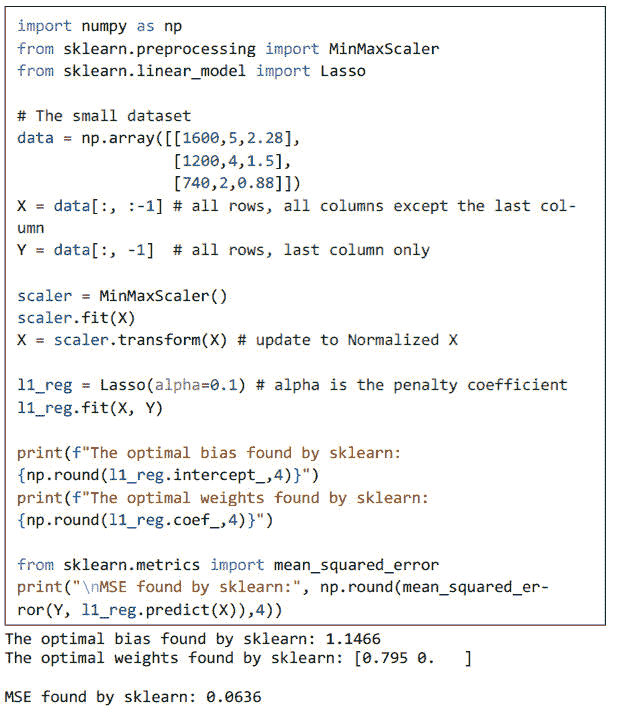 import numpy as np
from sklearn.preprocessing import MinMaxScaler
from sklearn.linear_model import Lasso

# The small dataset
data = np.array([[1600,5,2.28],
                 [1200,4,1.5],
                 [740,2,0.88]])
X = data[:, :-1] # all rows, all columns except the last col-
umn
Y = data[:, -1]  # all rows, last column only

scaler = MinMaxScaler()
scaler.fit(X)
X = scaler.transform(X) # update to Normalized X

l1_reg = Lasso(alpha=0.1) # alpha is the penalty coefficient
l1_reg.fit(X, Y)

print(f"The optimal bias found by sklearn:
{np.round(l1_reg.intercept_,4)}")
print(f"The optimal weights found by sklearn:
{np.round(l1_reg.coef_,4)}")

from sklearn.metrics import mean_squared_error
print("\nMSE found by sklearn:", np.round(mean_squared_er-
ror(Y, l1_reg.predict(X)),4))
The optimal bias found by sklearn: 1.1466
The optimal weights found by sklearn: [0.795 0.   ]

MSE found by sklearn: 0.0636